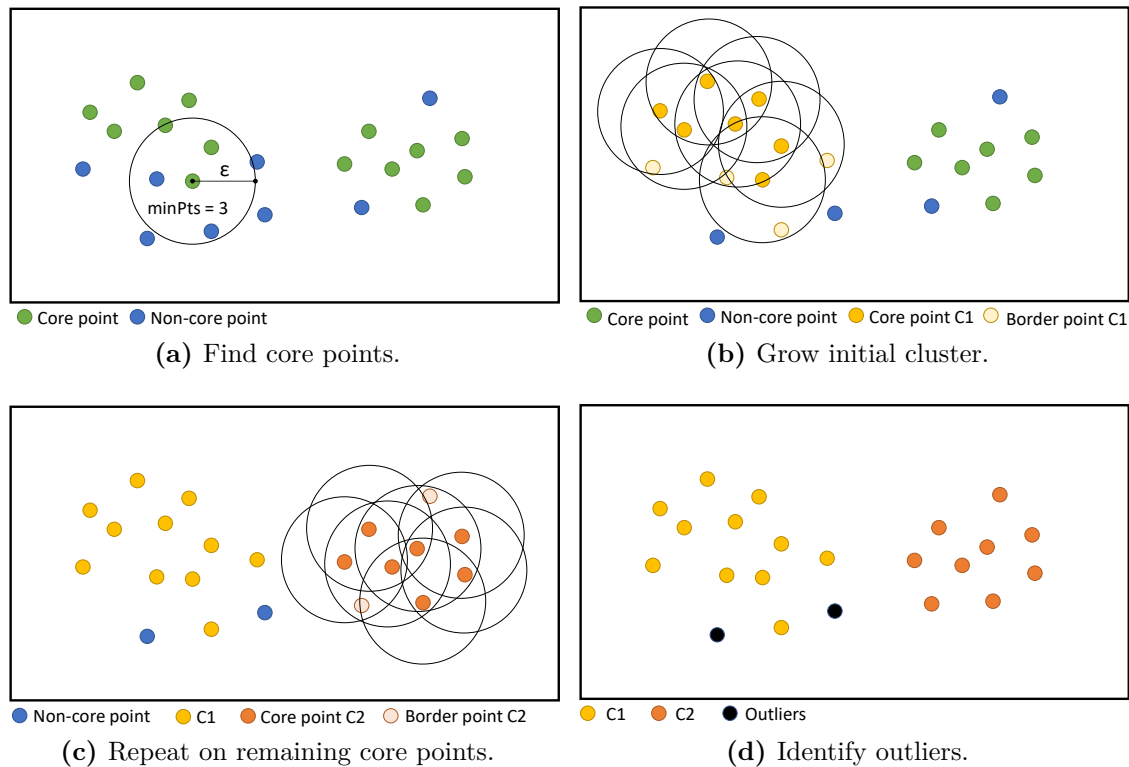 ε
minPts = 3
Core point Non-core point
(a) Find core points.
Core point Non-core point Core point C1 Border point C1
(b) Grow initial cluster.
Non-core point C1 Core point C2 Border point C2
(c) Repeat on remaining core points.
C1 C2 Outliers
(d) Identify outliers.